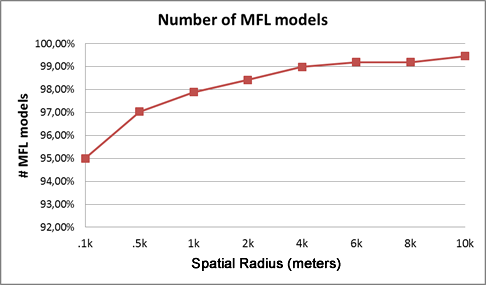 Number of MFL models
100,00%
99,00%
98,00%
97,00%
96,00%
95,00%
94,00%
93,00%
92,00%
# MFL models
.1k .5k 1k 2k 4k 6k 8k 10k
Spatial Radius (meters)